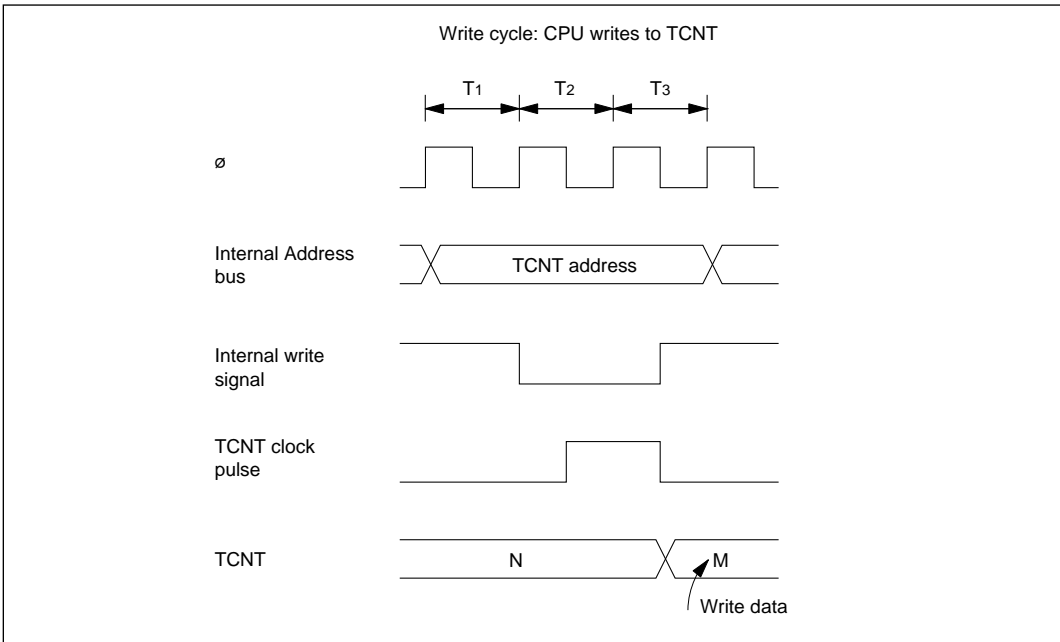 Write cycle: CPU writes to TCNT
T1 T2 T3
ø
Internal Address
bus
TCNT address
Internal write
signal
TCNT clock
pulse
TCNT
N
M
Write data